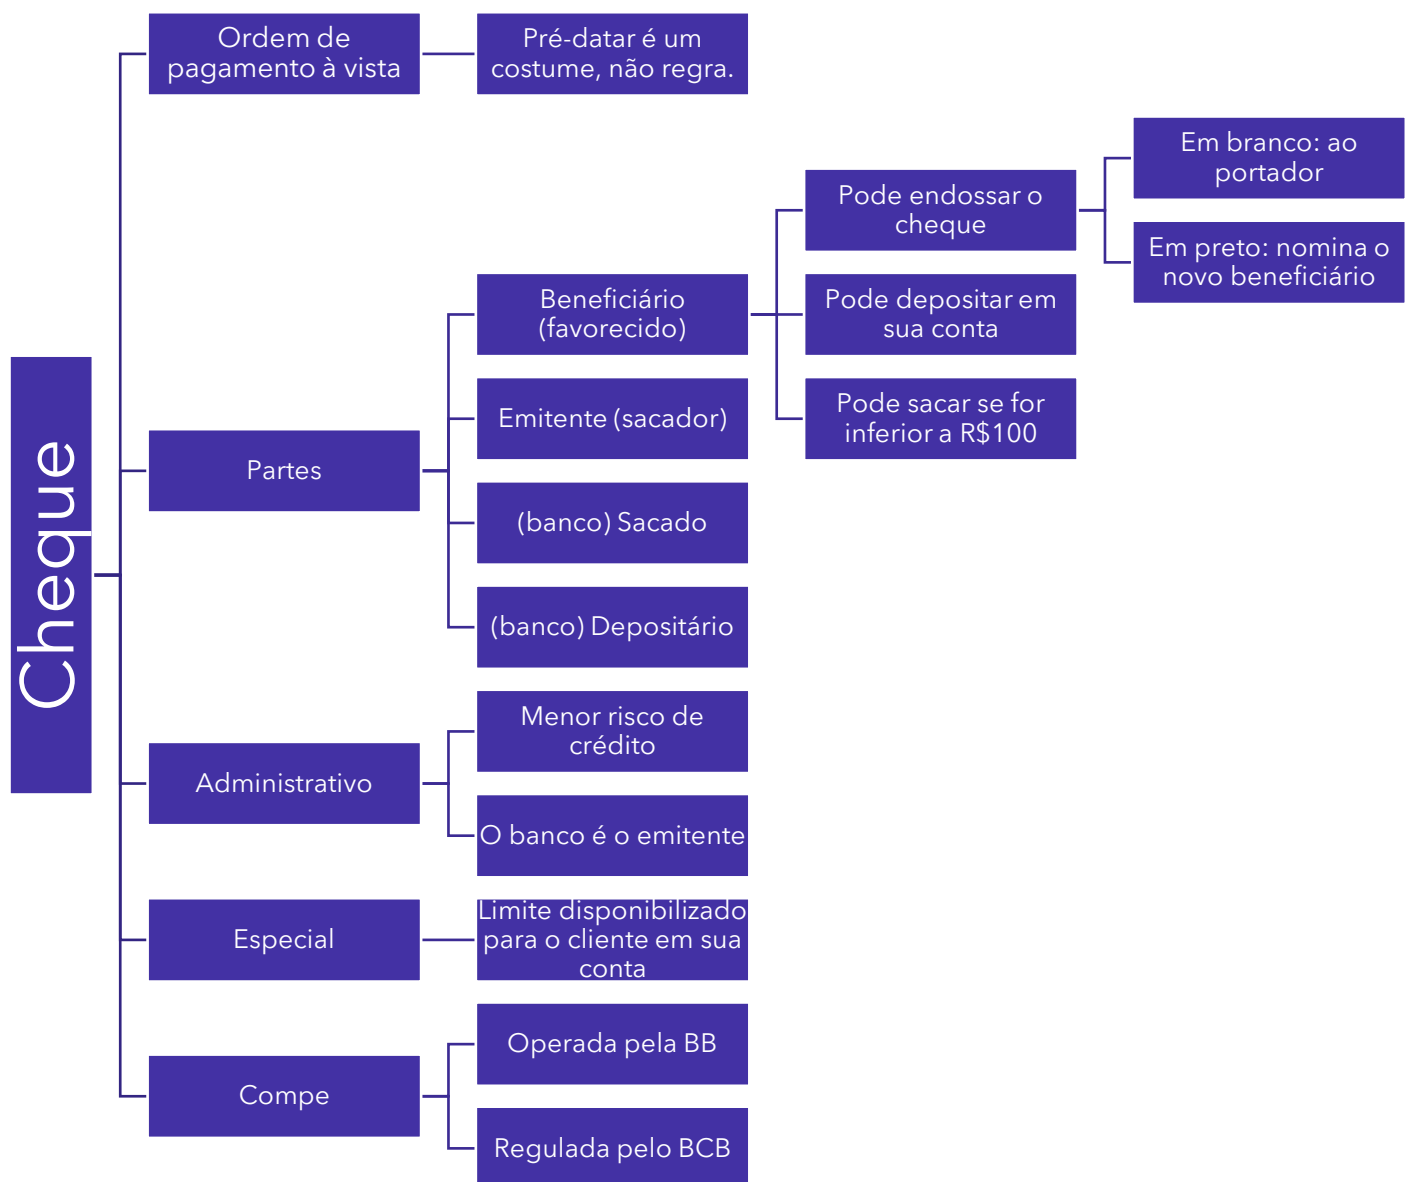 Cheque
Ordem de
pagamento à vista
Pré-datar é um
costume, não regra.
Partes
Beneficiário
(favorecido)
Pode endossar o
cheque
Em branco: ao
portador
Em preto: nomina o
novo beneficiário
Pode depositar em
sua conta
Pode sacar se for
inferior a R$100
Emitente (sacador)
(banco) Sacado
(banco) Depositário
Administrativo
Menor risco de
crédito
O banco é o emitente
Especial
Limite disponibilizado
para o cliente em sua
conta
Compe
Operada pela BB
Regulada pelo BCB